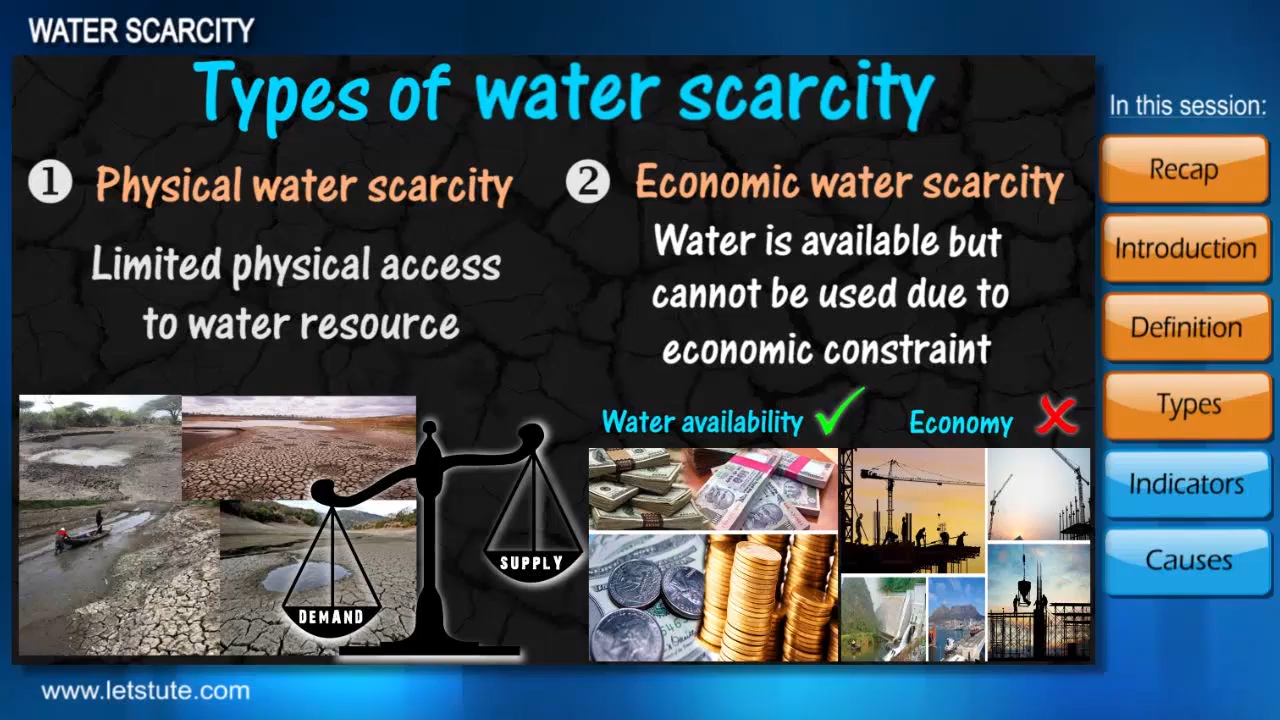 WATER SCARCITY
Types of water scarcity
1 Physical water scarcity
Limited physical access
to water resource
DEMAND
SUPPLY
2 Economic water scarcity
Water is available but
cannot be used due to
economic constraint
Water availability
Economy
In this session:
Recap
Introduction
Definition
Types
Indicators
Causes
www.letstute.com